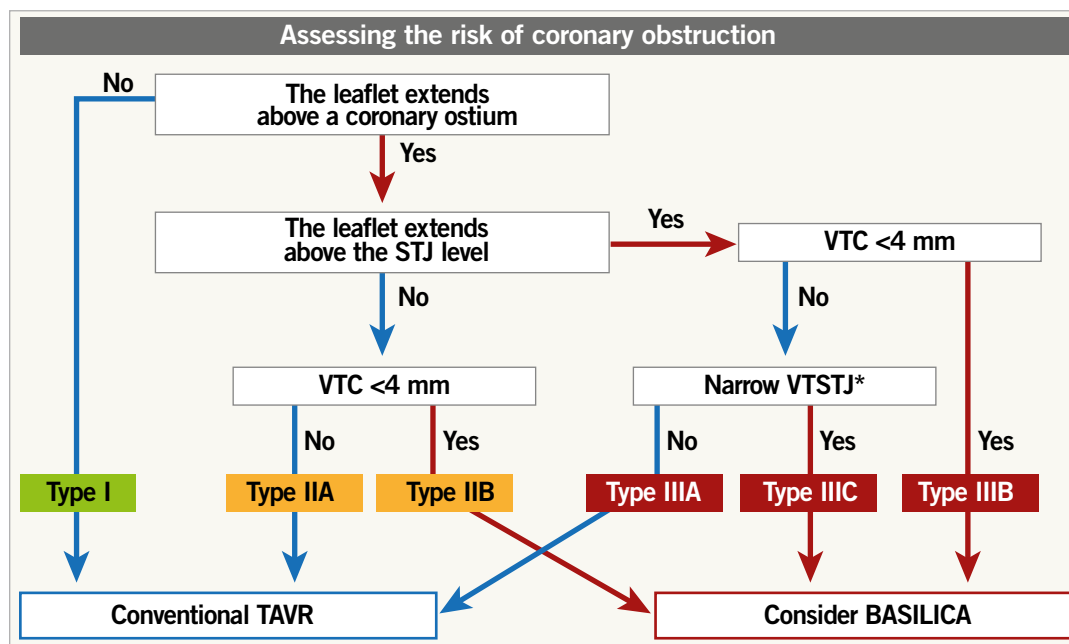 Assessing the risk of coronary obstruction
No
The leaflet extends
above a coronary ostium
Yes
The leaflet extends
above the STJ level
Yes
VTC <4 mm
No
No
VTC <4 mm
Narrow VTSTJ*
No
Yes
No
Yes
Yes
Type I
Type IIA
Type IIB
Type IIIA
Type IIIC
Type IIIB
Conventional TAVR
Consider BASILICA